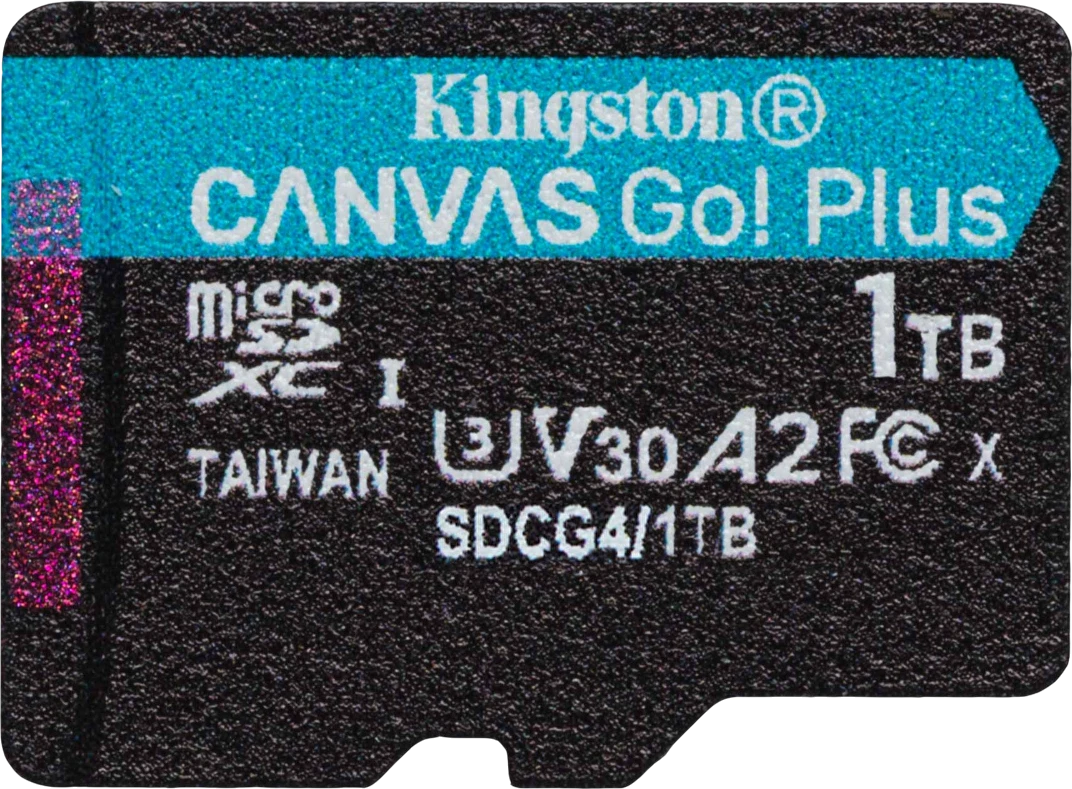 Kingston®
CANVAS Go! Plus
micro
SD
XC I
1TB
TAIWAN
U3 V30 A2 FC X
SDCG4/1TB